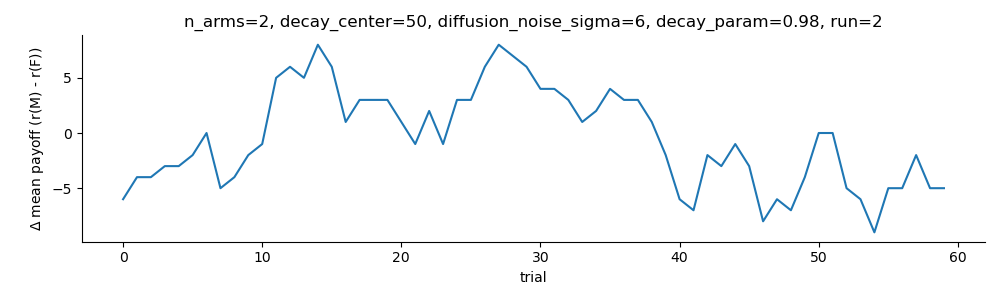 n_arms=2, decay_center=50, diffusion_noise_sigma=6, decay_param=0.98, run=2
Δ mean payoff (r(M) - r(F))
5
0
−5
0 10 20 30 40 50 60
trial